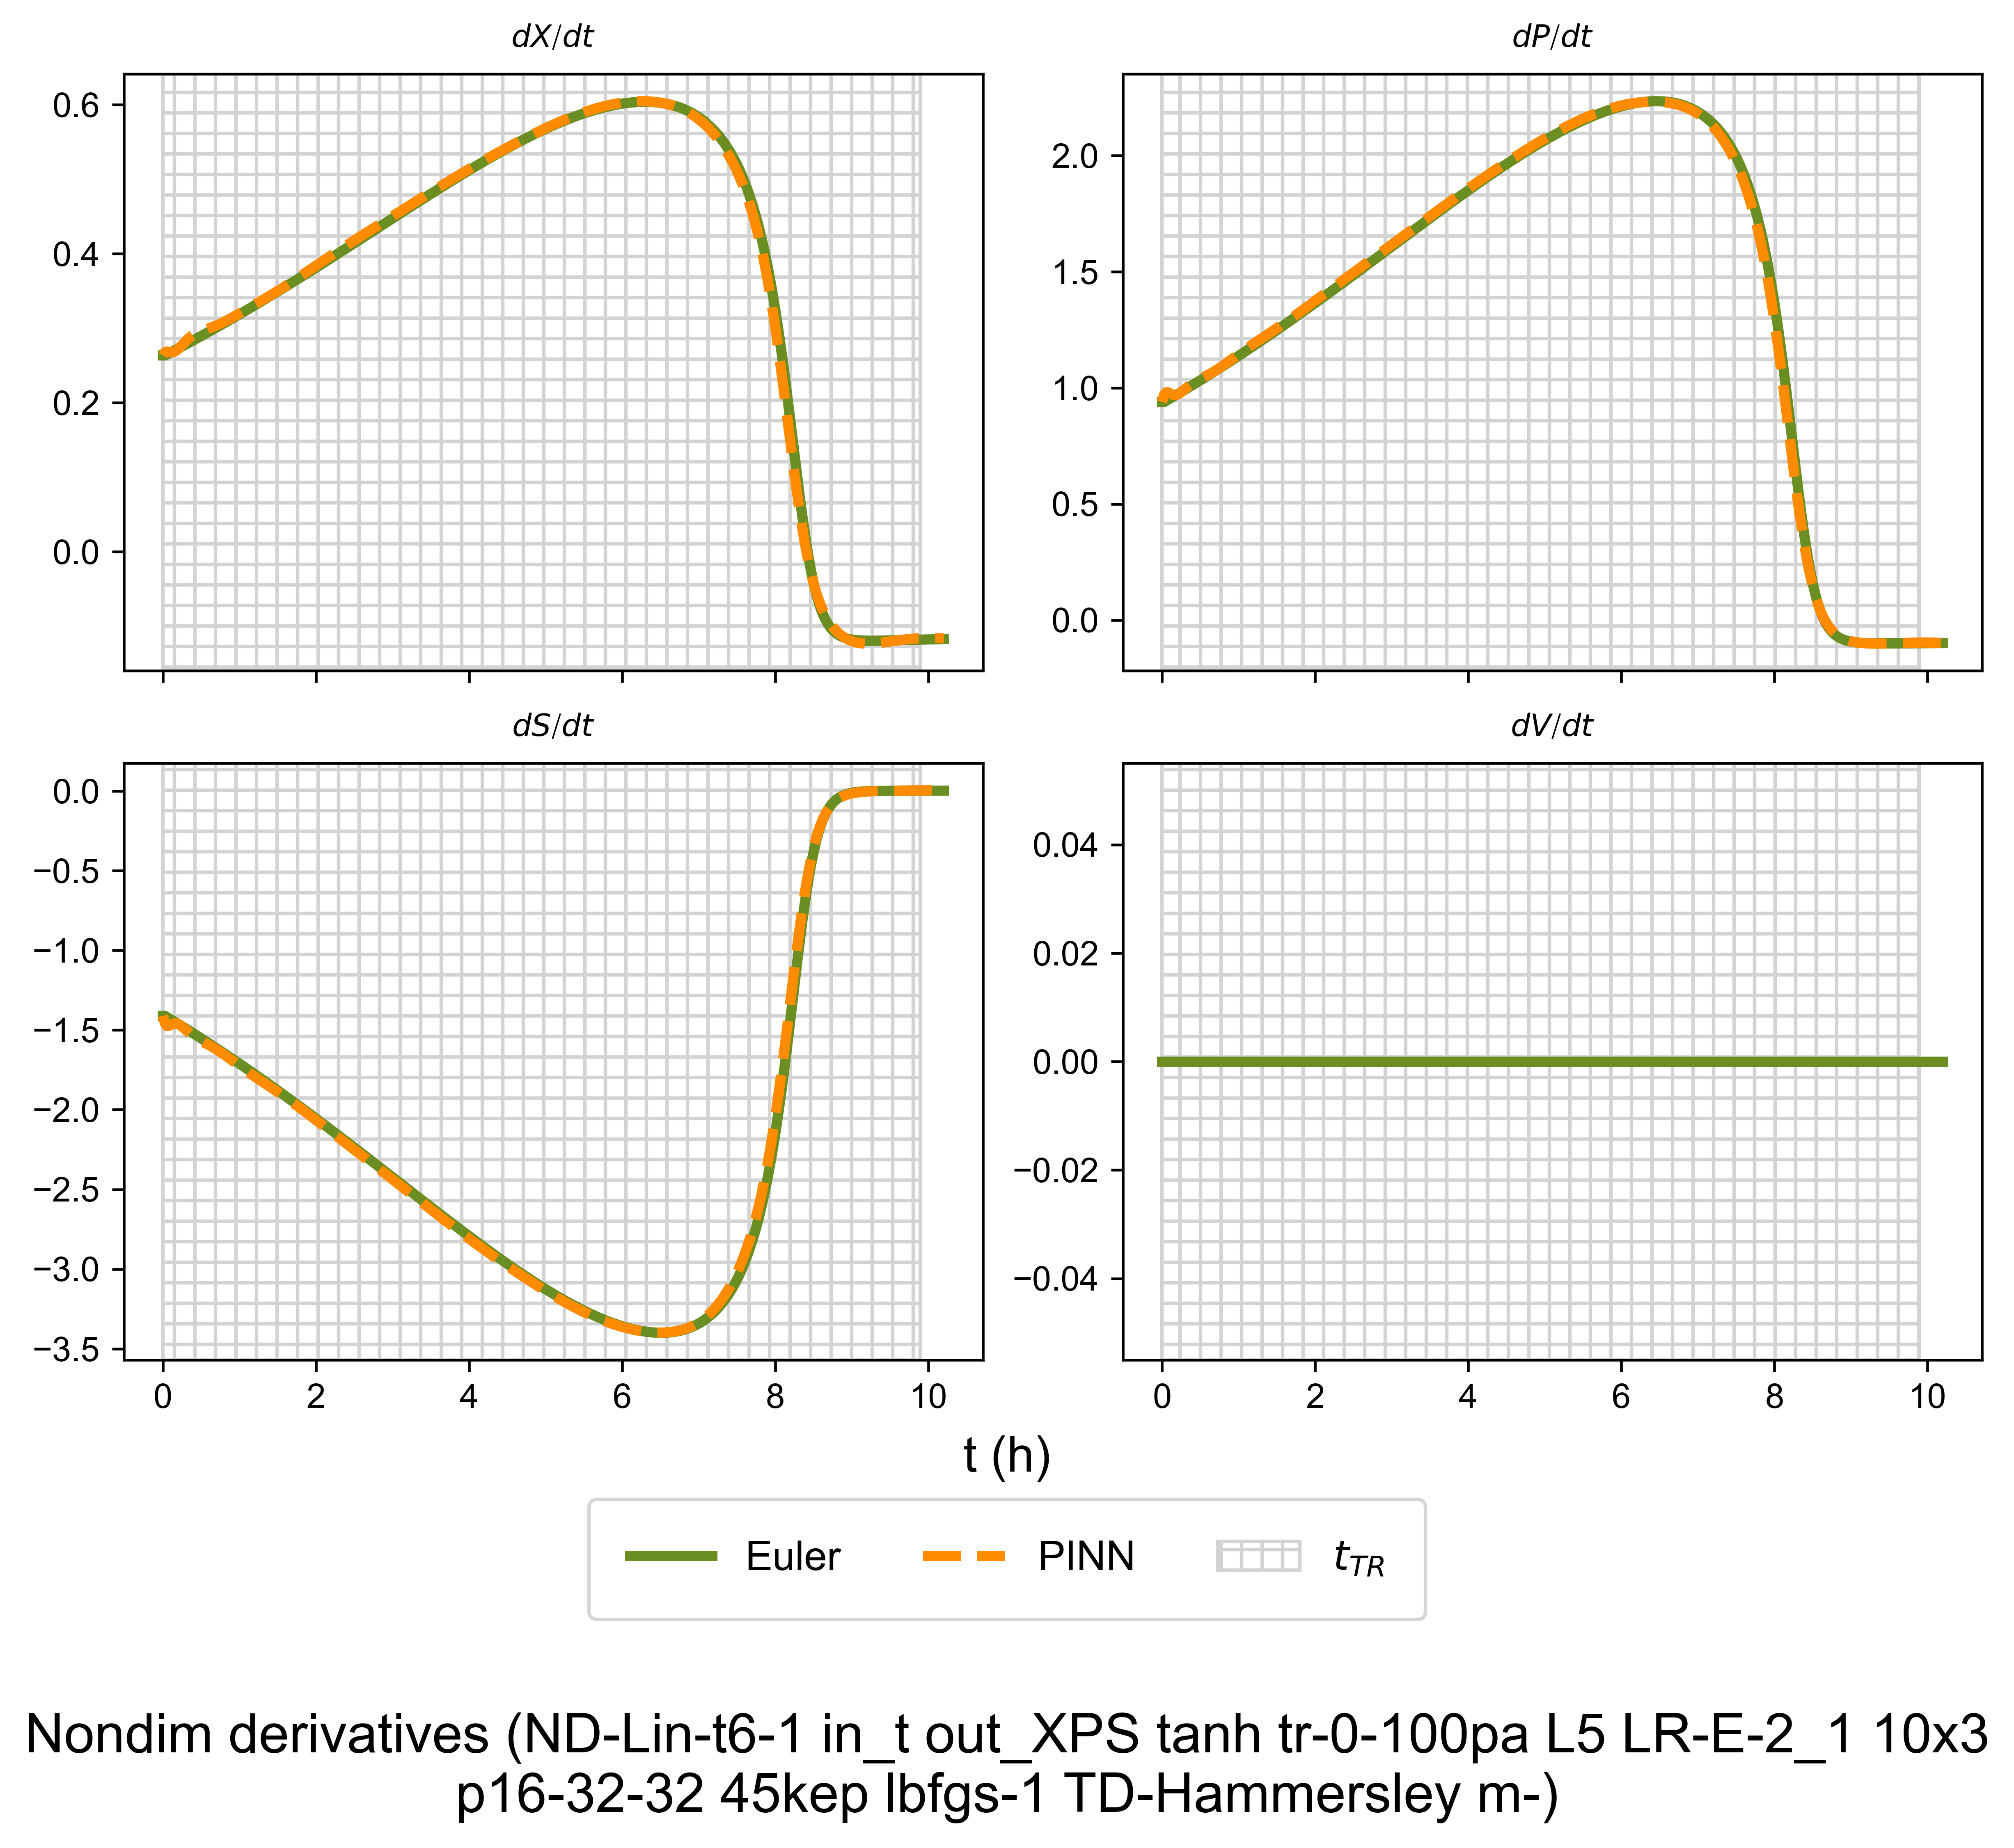 dX/dt
dP/dt
0.6
0.4
0.2
0.0
2.0
1.5
1.0
0.5
0.0
dS/dt
dV/dt
0.0
−0.5
−1.0
−1.5
−2.0
−2.5
−3.0
−3.5
0.04
0.02
0.00
−0.02
−0.04
0 2 4 6 8 10
0 2 4 6 8 10
t (h)
Euler PINN t_TR
Nondim derivatives (ND-Lin-t6-1 in_t out_XPS tanh tr-0-100pa L5 LR-E-2_1 10x3
p16-32-32 45kep lbfgs-1 TD-Hammersley m-)